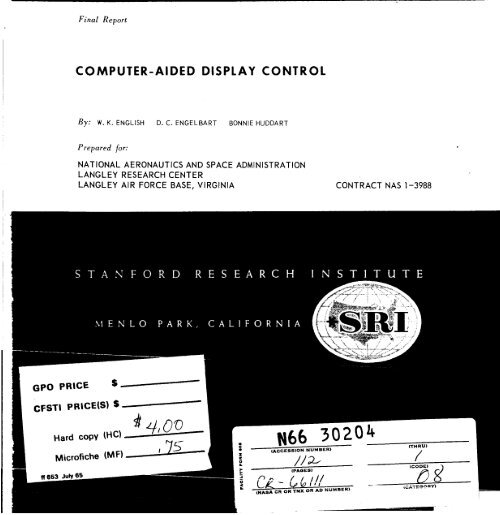 Final Report
COMPUTER-AIDED DISPLAY CONTROL
By: W. K. ENGLISH D. C. ENGELBART BONNIE HUDDART
Prepared for:
NATIONAL AERONAUTICS AND SPACE ADMINISTRATION
LANGLEY RESEARCH CENTER
LANGLEY AIR FORCE BASE, VIRGINIA CONTRACT NAS 1-3988
STANFORD RESEARCH INSTITUTE
MENLO PARK, CALIFORNIA
SRI
GPO PRICE $
CFSTI PRICE(S) $
Hard copy (HC) $ 4,00
Microfiche (MF) .75
ff 653 July 65
FACILITY FORM 602
N66 30204
(ACCESSION NUMBER) (THRU)
112 1
(PAGES) (CODE)
CR-66111 08
(NASA CR OR TMX OR AD NUMBER) (CATEGORY)